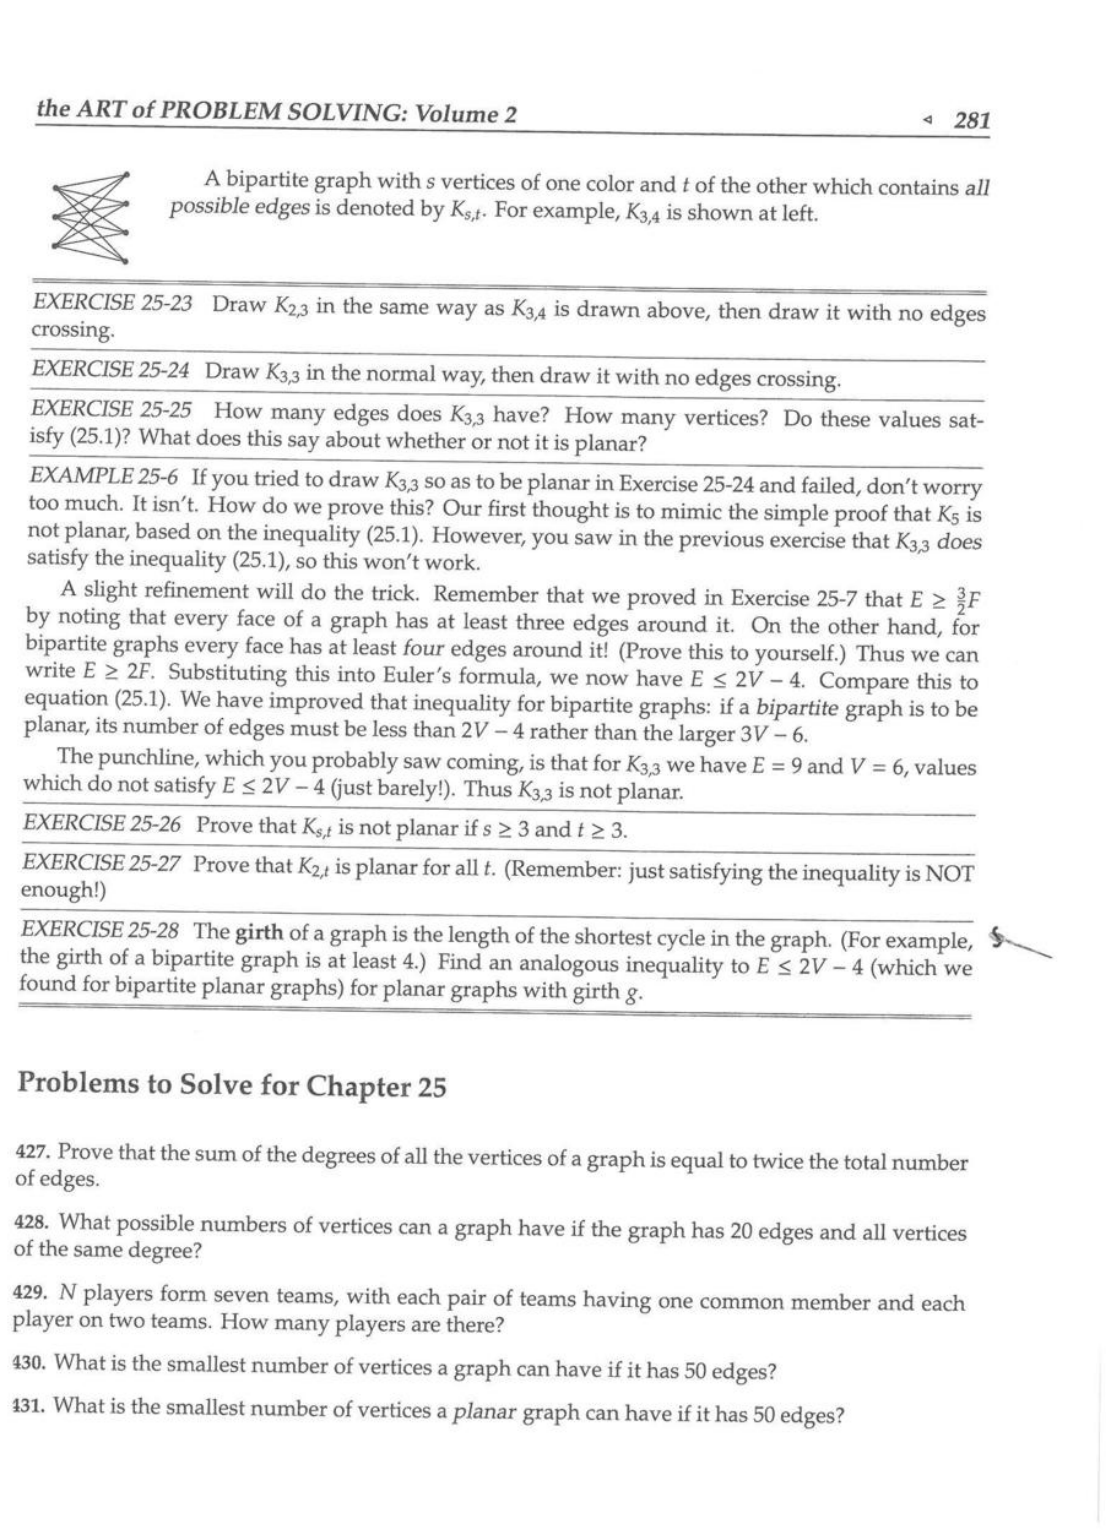 the ART of PROBLEM SOLVING: Volume 2 ◃ 281
A bipartite graph with s vertices of one color and t of the other which contains all
possible edges is denoted by Ks,t. For example, K3,4 is shown at left.
EXERCISE 25-23 Draw K2,3 in the same way as K3,4 is drawn above, then draw it with no edges
crossing.
EXERCISE 25-24 Draw K3,3 in the normal way, then draw it with no edges crossing.
EXERCISE 25-25 How many edges does K3,3 have? How many vertices? Do these values sat-
isfy (25.1)? What does this say about whether or not it is planar?
EXAMPLE 25-6 If you tried to draw K3,3 so as to be planar in Exercise 25-24 and failed, don't worry
too much. It isn't. How do we prove this? Our first thought is to mimic the simple proof that K5 is
not planar, based on the inequality (25.1). However, you saw in the previous exercise that K3,3 does
satisfy the inequality (25.1), so this won't work.
A slight refinement will do the trick. Remember that we proved in Exercise 25-7 that E ≥ 3/2F
by noting that every face of a graph has at least three edges around it. On the other hand, for
bipartite graphs every face has at least four edges around it! (Prove this to yourself.) Thus we can
write E ≥ 2F. Substituting this into Euler's formula, we now have E ≤ 2V − 4. Compare this to
equation (25.1). We have improved that inequality for bipartite graphs: if a bipartite graph is to be
planar, its number of edges must be less than 2V − 4 rather than the larger 3V − 6.
The punchline, which you probably saw coming, is that for K3,3 we have E = 9 and V = 6, values
which do not satisfy E ≤ 2V − 4 (just barely!). Thus K3,3 is not planar.
EXERCISE 25-26 Prove that Ks,t is not planar if s ≥ 3 and t ≥ 3.
EXERCISE 25-27 Prove that K2,t is planar for all t. (Remember: just satisfying the inequality is NOT
enough!)
EXERCISE 25-28 The girth of a graph is the length of the shortest cycle in the graph. (For example,
the girth of a bipartite graph is at least 4.) Find an analogous inequality to E ≤ 2V − 4 (which we
found for bipartite planar graphs) for planar graphs with girth g.
Problems to Solve for Chapter 25
427. Prove that the sum of the degrees of all the vertices of a graph is equal to twice the total number
of edges.
428. What possible numbers of vertices can a graph have if the graph has 20 edges and all vertices
of the same degree?
429. N players form seven teams, with each pair of teams having one common member and each
player on two teams. How many players are there?
430. What is the smallest number of vertices a graph can have if it has 50 edges?
431. What is the smallest number of vertices a planar graph can have if it has 50 edges?